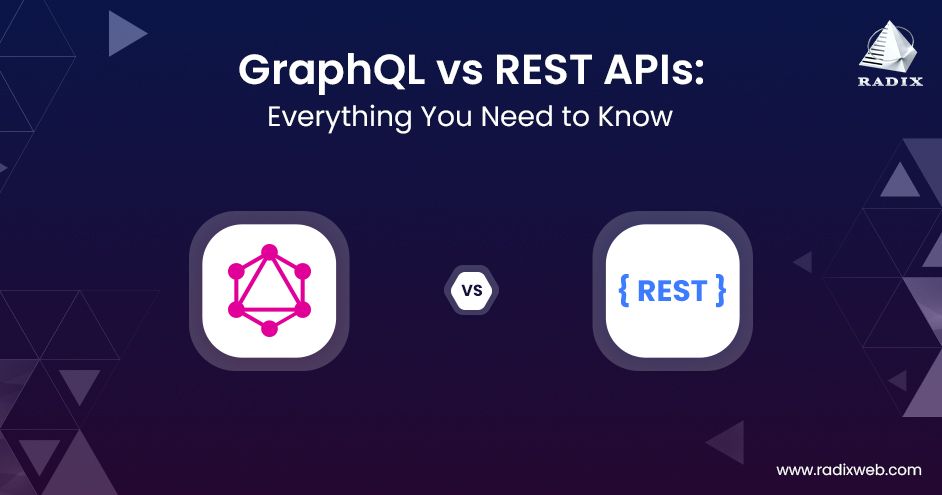 GraphQL vs REST APIs:
Everything You Need to Know
RADIX
VS
{ REST }
www.radixweb.com